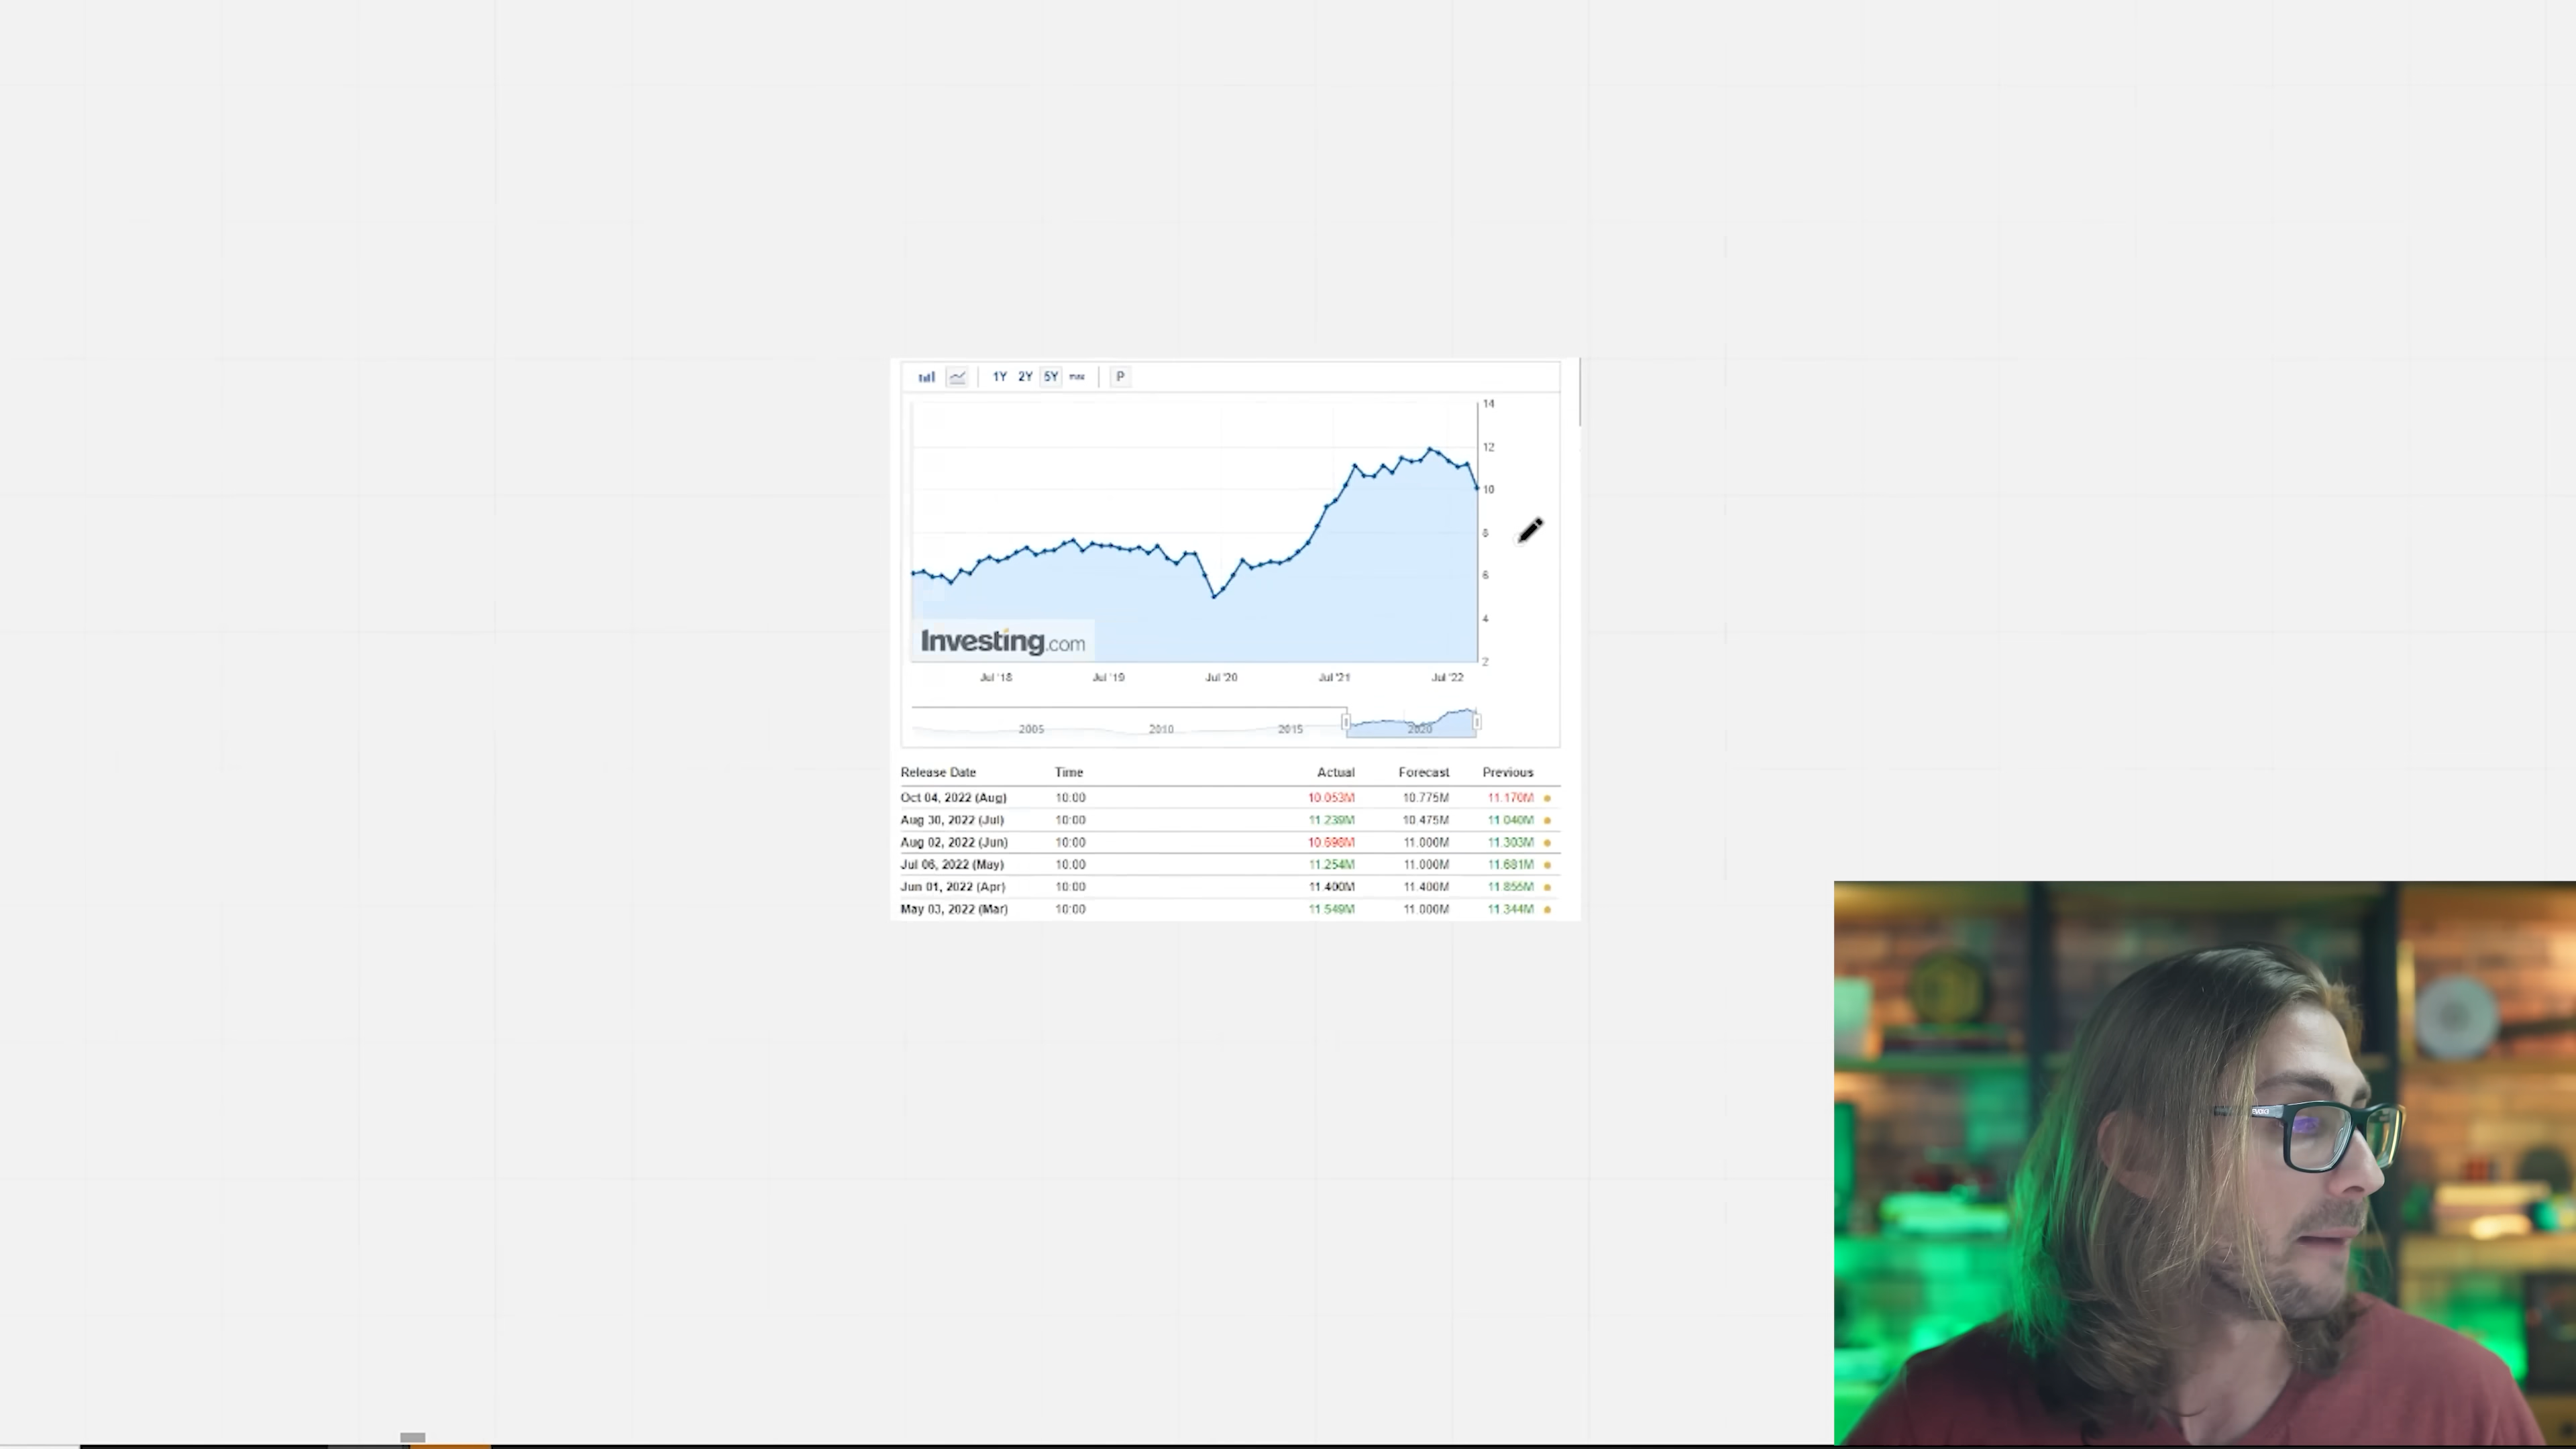 1Y 2Y 5Y max P
14
12
10
8
6
4
2
Investing.com
Jul '18 Jul '19 Jul '20 Jul '21 Jul '22
2005 2010 2015 2020
Release Date Time Actual Forecast Previous
Oct 04, 2022 (Aug) 10:00 10.053M 10.775M 11.170M
Aug 30, 2022 (Jul) 10:00 11.239M 10.475M 11.040M
Aug 02, 2022 (Jun) 10:00 10.698M 11.000M 11.303M
Jul 06, 2022 (May) 10:00 11.254M 11.000M 11.681M
Jun 01, 2022 (Apr) 10:00 11.400M 11.400M 11.855M
May 03, 2022 (Mar) 10:00 11.549M 11.000M 11.344M